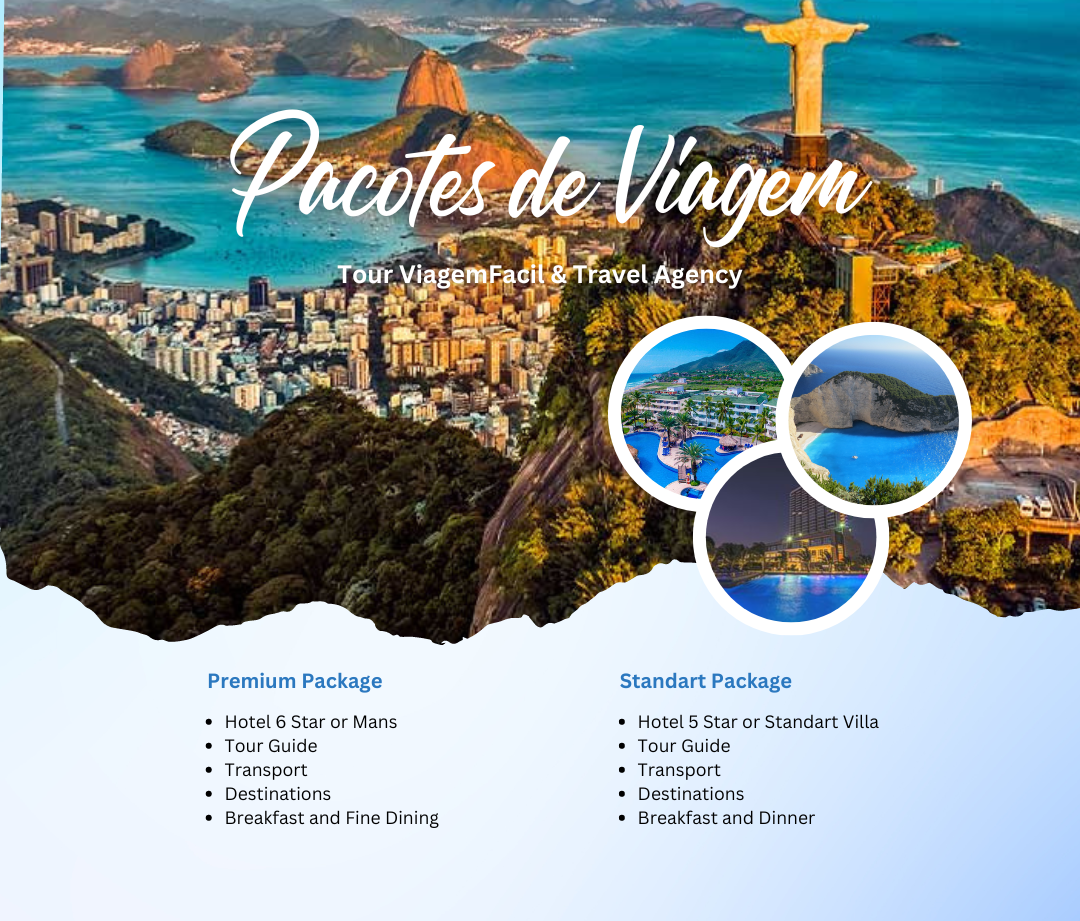 Pacotes de Viagem
Tour ViagemFacil & Travel Agency
Premium Package
• Hotel 6 Star or Mans
• Tour Guide
• Transport
• Destinations
• Breakfast and Fine Dining
Standart Package
• Hotel 5 Star or Standart Villa
• Tour Guide
• Transport
• Destinations
• Breakfast and Dinner